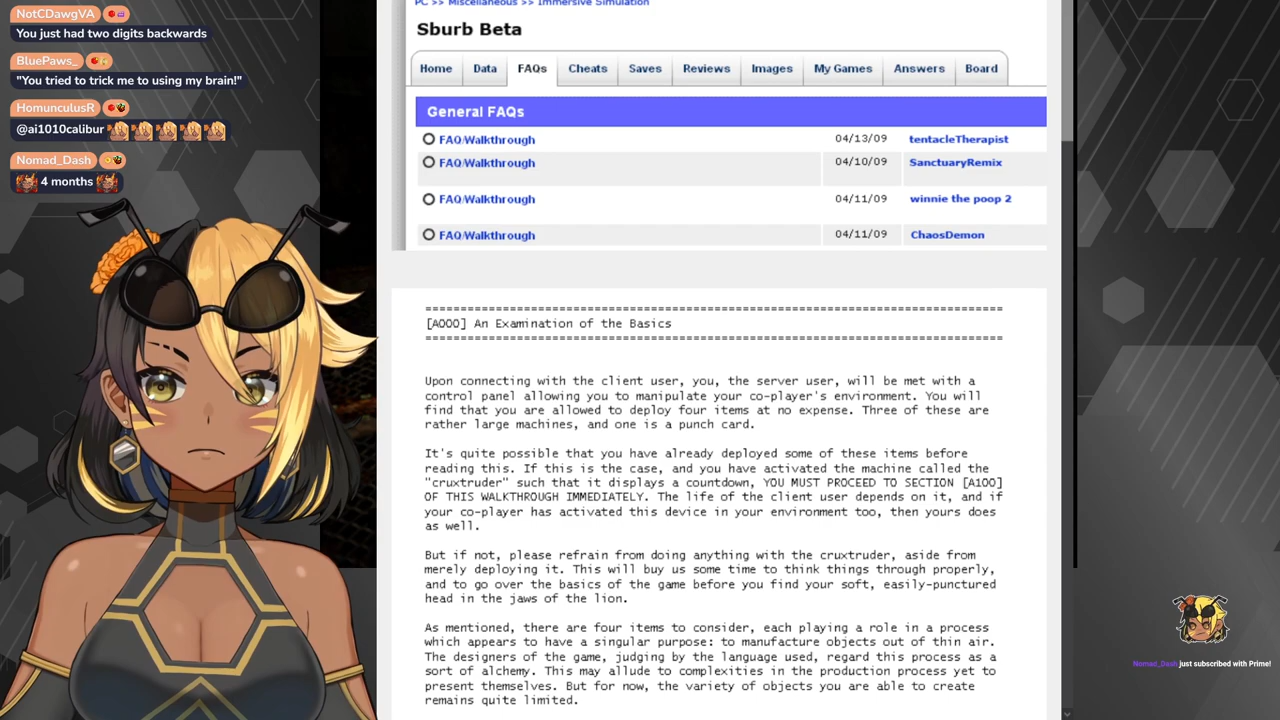 NotCDawgVA
You just had two digits backwards
BluePaws_
"You tried to trick me to using my brain!"
HomunculusR
@ai1010calibur
Nomad_Dash
4 months
PC >> Miscellaneous >> Immersive Simulation
Sburb Beta
Home Data FAQs Cheats Saves Reviews Images My Games Answers Board
General FAQs
FAQ/Walkthrough 04/13/09 tentacleTherapist
FAQ/Walkthrough 04/10/09 SanctuaryRemix
FAQ/Walkthrough 04/11/09 winnie the poop 2
FAQ/Walkthrough 04/11/09 ChaosDemon
==================================================================================
[A000] An Examination of the Basics
==================================================================================
Upon connecting with the client user, you, the server user, will be met with a
control panel allowing you to manipulate your co-player's environment. You will
find that you are allowed to deploy four items at no expense. Three of these are
rather large machines, and one is a punch card.
It's quite possible that you have already deployed some of these items before
reading this. If this is the case, and you have activated the machine called the
"cruxtruder" such that it displays a countdown, YOU MUST PROCEED TO SECTION [A100]
OF THIS WALKTHROUGH IMMEDIATELY. The life of the client user depends on it, and if
your co-player has activated this device in your environment too, then yours does
as well.
But if not, please refrain from doing anything with the cruxtruder, aside from
merely deploying it. This will buy us some time to think things through properly,
and to go over the basics of the game before you find your soft, easily-punctured
head in the jaws of the lion.
As mentioned, there are four items to consider, each playing a role in a process
which appears to have a singular purpose: to manufacture objects out of thin air.
The designers of the game, judging by the language used, regard this process as a
sort of alchemy. This may allude to complexities in the production process yet to
present themselves. But for now, the variety of objects you are able to create
remains quite limited.
Nomad_Dash just subscribed with Prime!